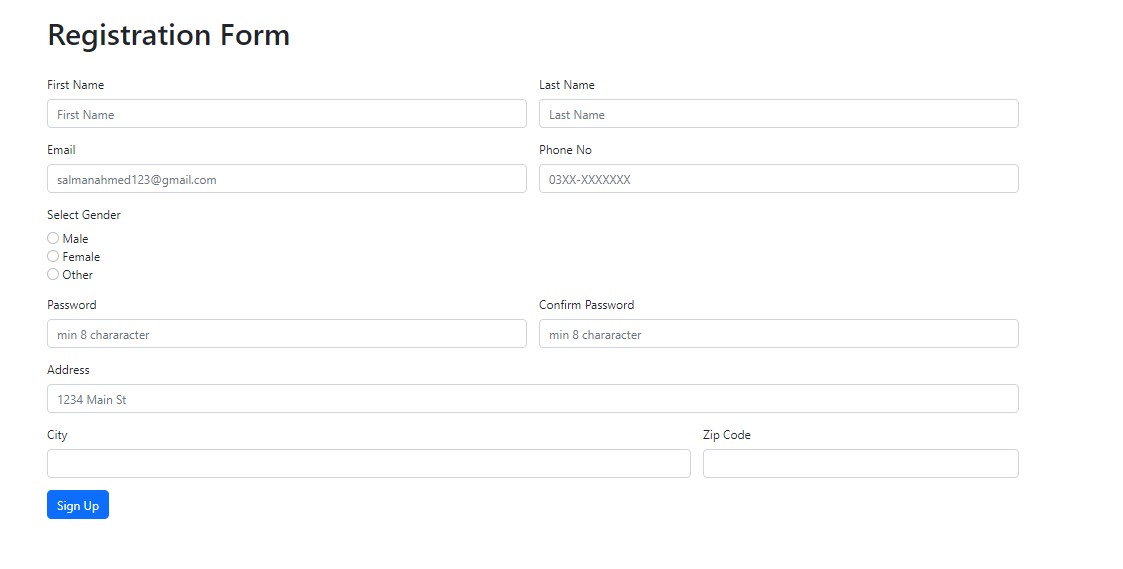 Registration Form
First Name Last Name
First Name Last Name
Email Phone No
salmanahmed123@gmail.com 03XX-XXXXXXX
Select Gender
Male
Female
Other
Password Confirm Password
min 8 chararacter min 8 chararacter
Address
1234 Main St
City Zip Code
Sign Up